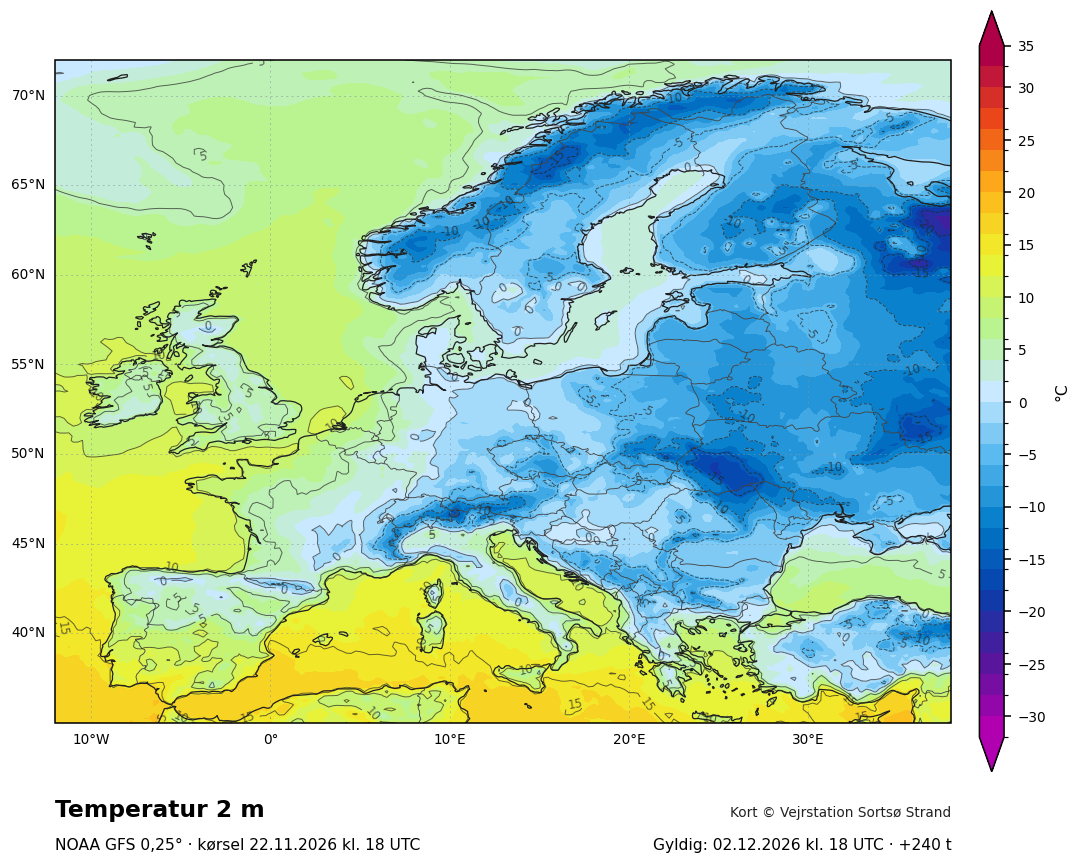 70°N
65°N
60°N
55°N
50°N
45°N
40°N
10°W
0°
10°E
20°E
30°E
35
30
25
20
15
10
5
0
−5
−10
−15
−20
−25
−30
°C
Temperatur 2 m
Kort © Vejrstation Sortsø Strand
NOAA GFS 0,25° · kørsel 22.11.2026 kl. 18 UTC
Gyldig: 02.12.2026 kl. 18 UTC · +240 t